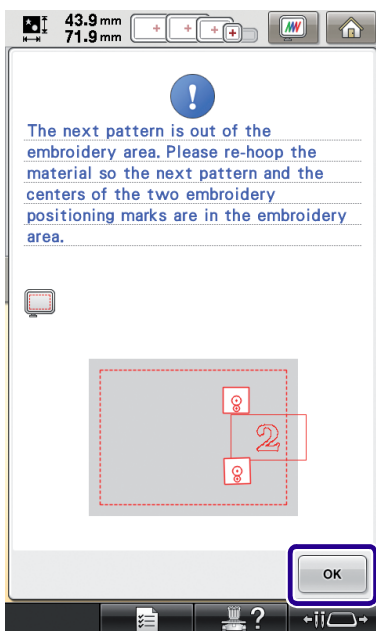 43.9 mm
71.9 mm
The next pattern is out of the
embroidery area. Please re-hoop the
material so the next pattern and the
centers of the two embroidery
positioning marks are in the embroidery
area.
2
OK
?